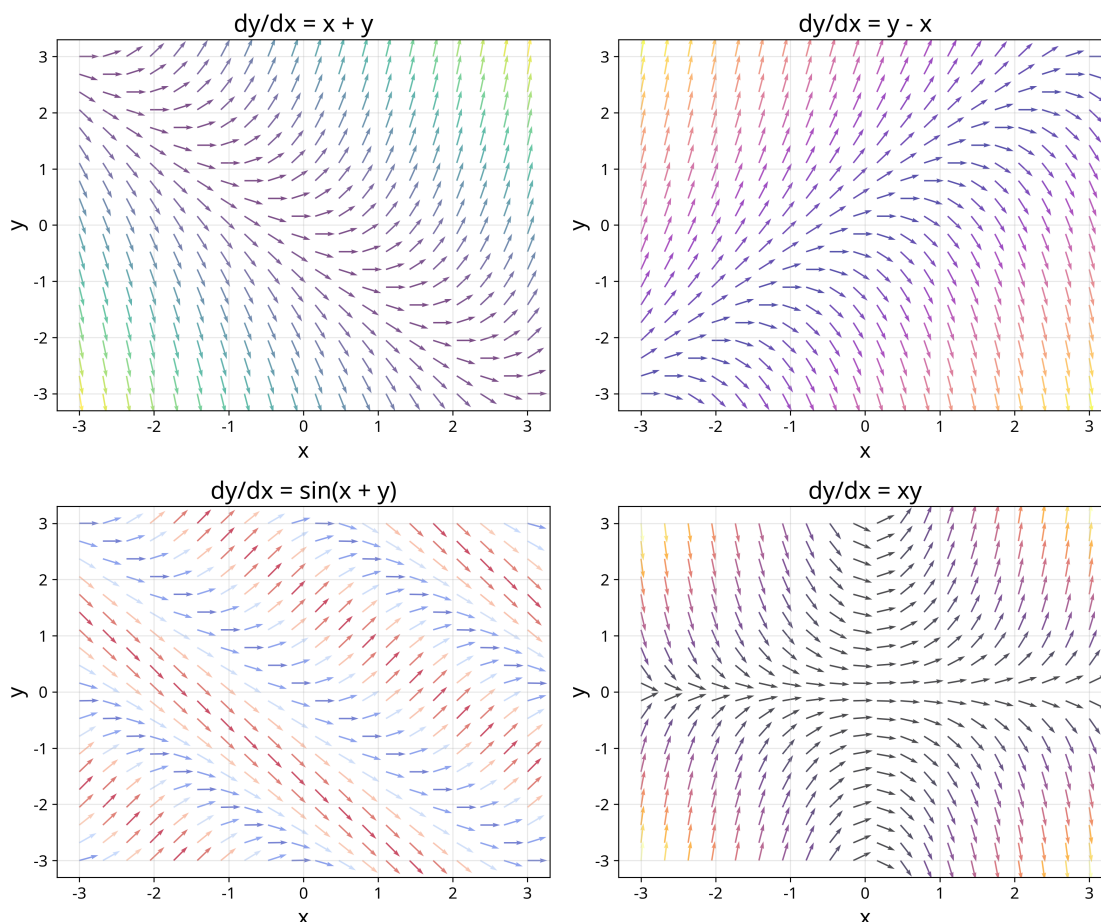 dy/dx = x + y
3
2
1
0
-1
-2
-3
y
-3 -2 -1 0 1 2 3
x
dy/dx = y - x
3
2
1
0
-1
-2
-3
y
-3 -2 -1 0 1 2 3
x
dy/dx = sin(x + y)
3
2
1
0
-1
-2
-3
y
-3 -2 -1 0 1 2 3
x
dy/dx = xy
3
2
1
0
-1
-2
-3
y
-3 -2 -1 0 1 2 3
x